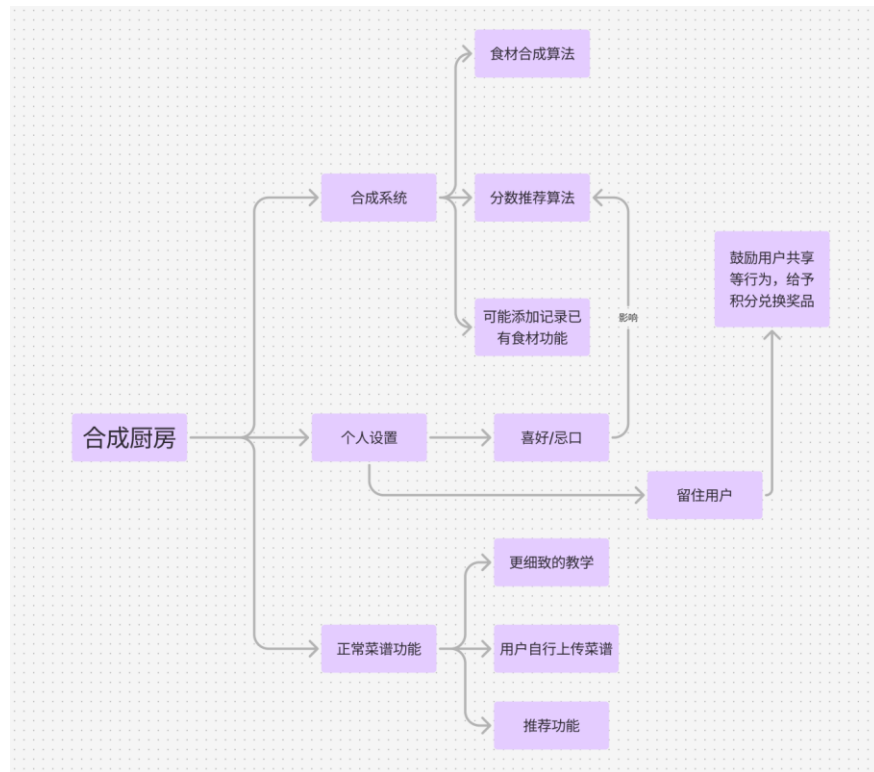 食材合成算法
合成系统
分数推荐算法
鼓励用户共享
等行为，给予
积分兑换奖品
可能添加记录已
有食材功能
影响
合成厨房
个人设置
喜好/忌口
留住用户
更细致的教学
正常菜谱功能
用户自行上传菜谱
推荐功能